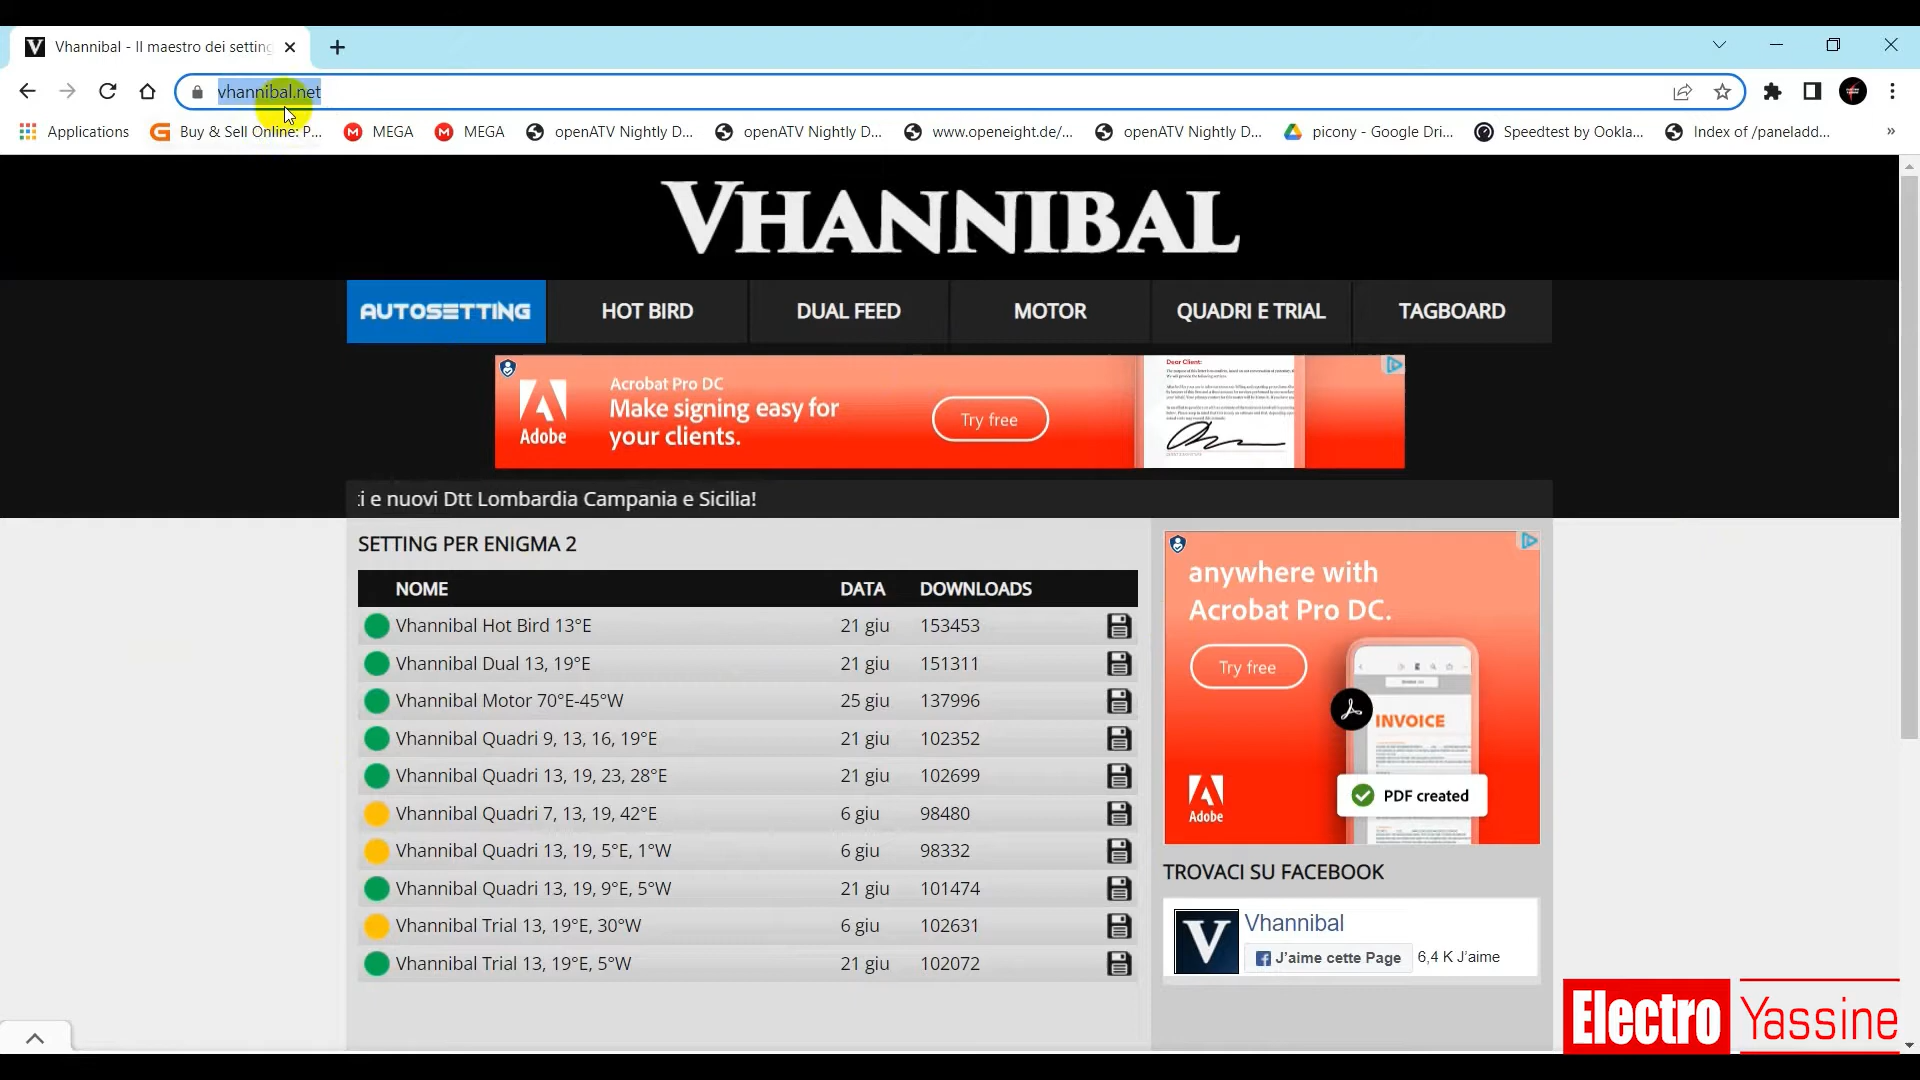 Vhannibal - Il maestro dei setting
vhannibal.net
Applications
Buy & Sell Online: P...
MEGA
MEGA
openATV Nightly D...
openATV Nightly D...
www.openeight.de/...
openATV Nightly D...
picony - Google Dri...
Speedtest by Ookla...
Index of /paneladd...
»
VHANNIBAL
AUTOSETTING
HOT BIRD
DUAL FEED
MOTOR
QUADRI E TRIAL
TAGBOARD
Adobe
Acrobat Pro DC
Make signing easy for
your clients.
Try free
Dear Client:
i e nuovi Dtt Lombardia Campania e Sicilia!
SETTING PER ENIGMA 2
NOME DATA DOWNLOADS
Vhannibal Hot Bird 13°E 21 giu 153453
Vhannibal Dual 13, 19°E 21 giu 151311
Vhannibal Motor 70°E-45°W 25 giu 137996
Vhannibal Quadri 9, 13, 16, 19°E 21 giu 102352
Vhannibal Quadri 13, 19, 23, 28°E 21 giu 102699
Vhannibal Quadri 7, 13, 19, 42°E 6 giu 98480
Vhannibal Quadri 13, 19, 5°E, 1°W 6 giu 98332
Vhannibal Quadri 13, 19, 9°E, 5°W 21 giu 101474
Vhannibal Trial 13, 19°E, 30°W 6 giu 102631
Vhannibal Trial 13, 19°E, 5°W 21 giu 102072
anywhere with
Acrobat Pro DC.
Try free
INVOICE
PDF created
Adobe
TROVACI SU FACEBOOK
V
Vhannibal
J'aime cette Page
6,4 K J'aime
Electro Yassine